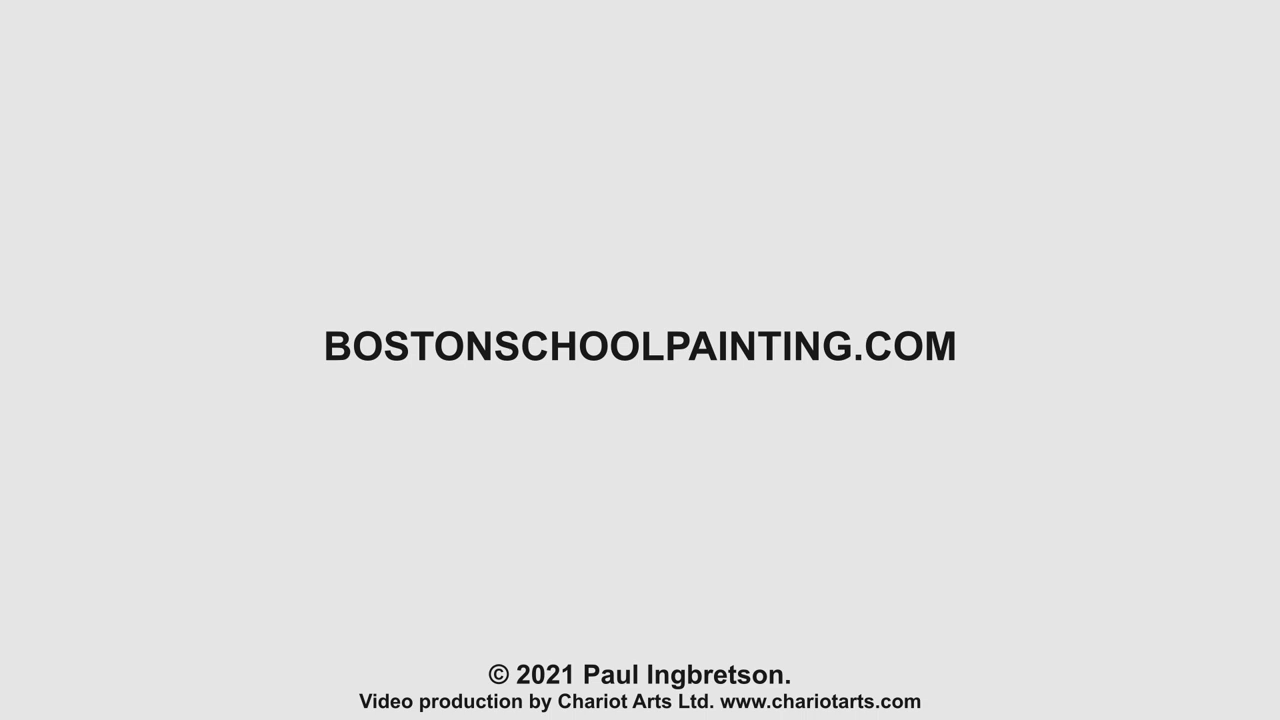 BOSTONSCHOOLPAINTING.COM
© 2021 Paul Ingbretson.
Video production by Chariot Arts Ltd. www.chariotarts.com